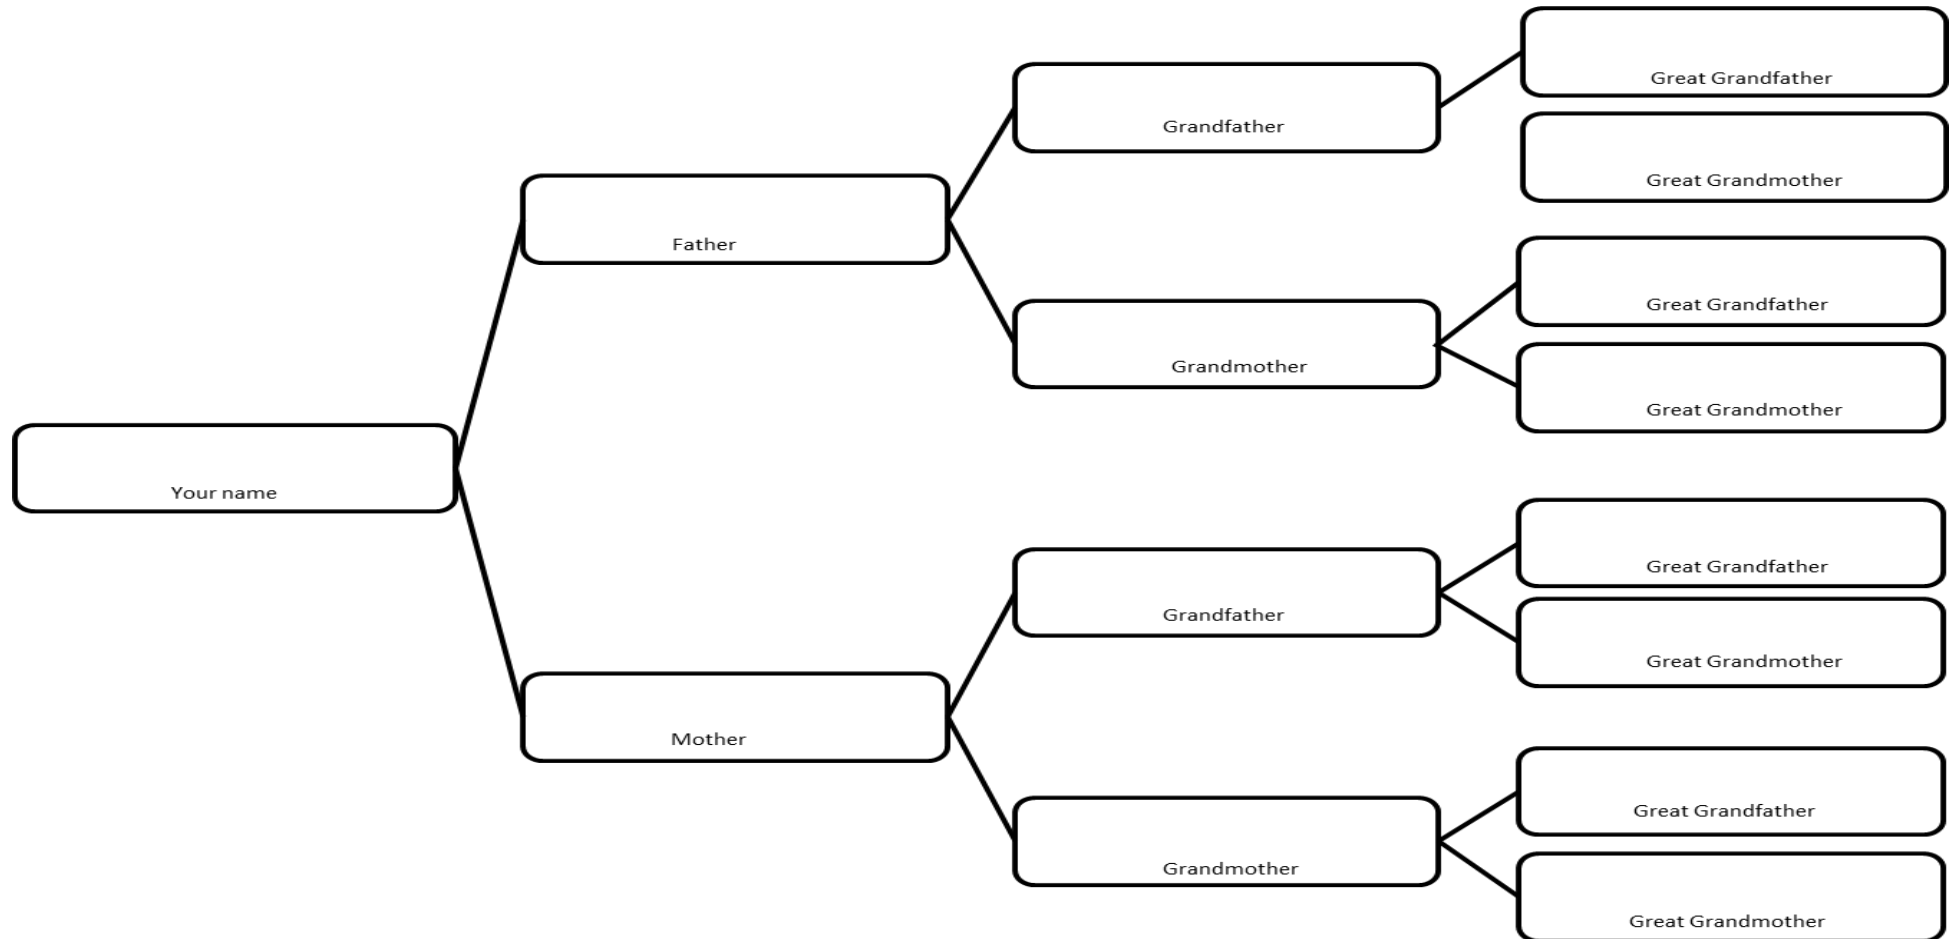 Great Grandfather
Grandfather
Great Grandmother
Father
Great Grandfather
Grandmother
Great Grandmother
Your name
Great Grandfather
Grandfather
Great Grandmother
Mother
Great Grandfather
Grandmother
Great Grandmother